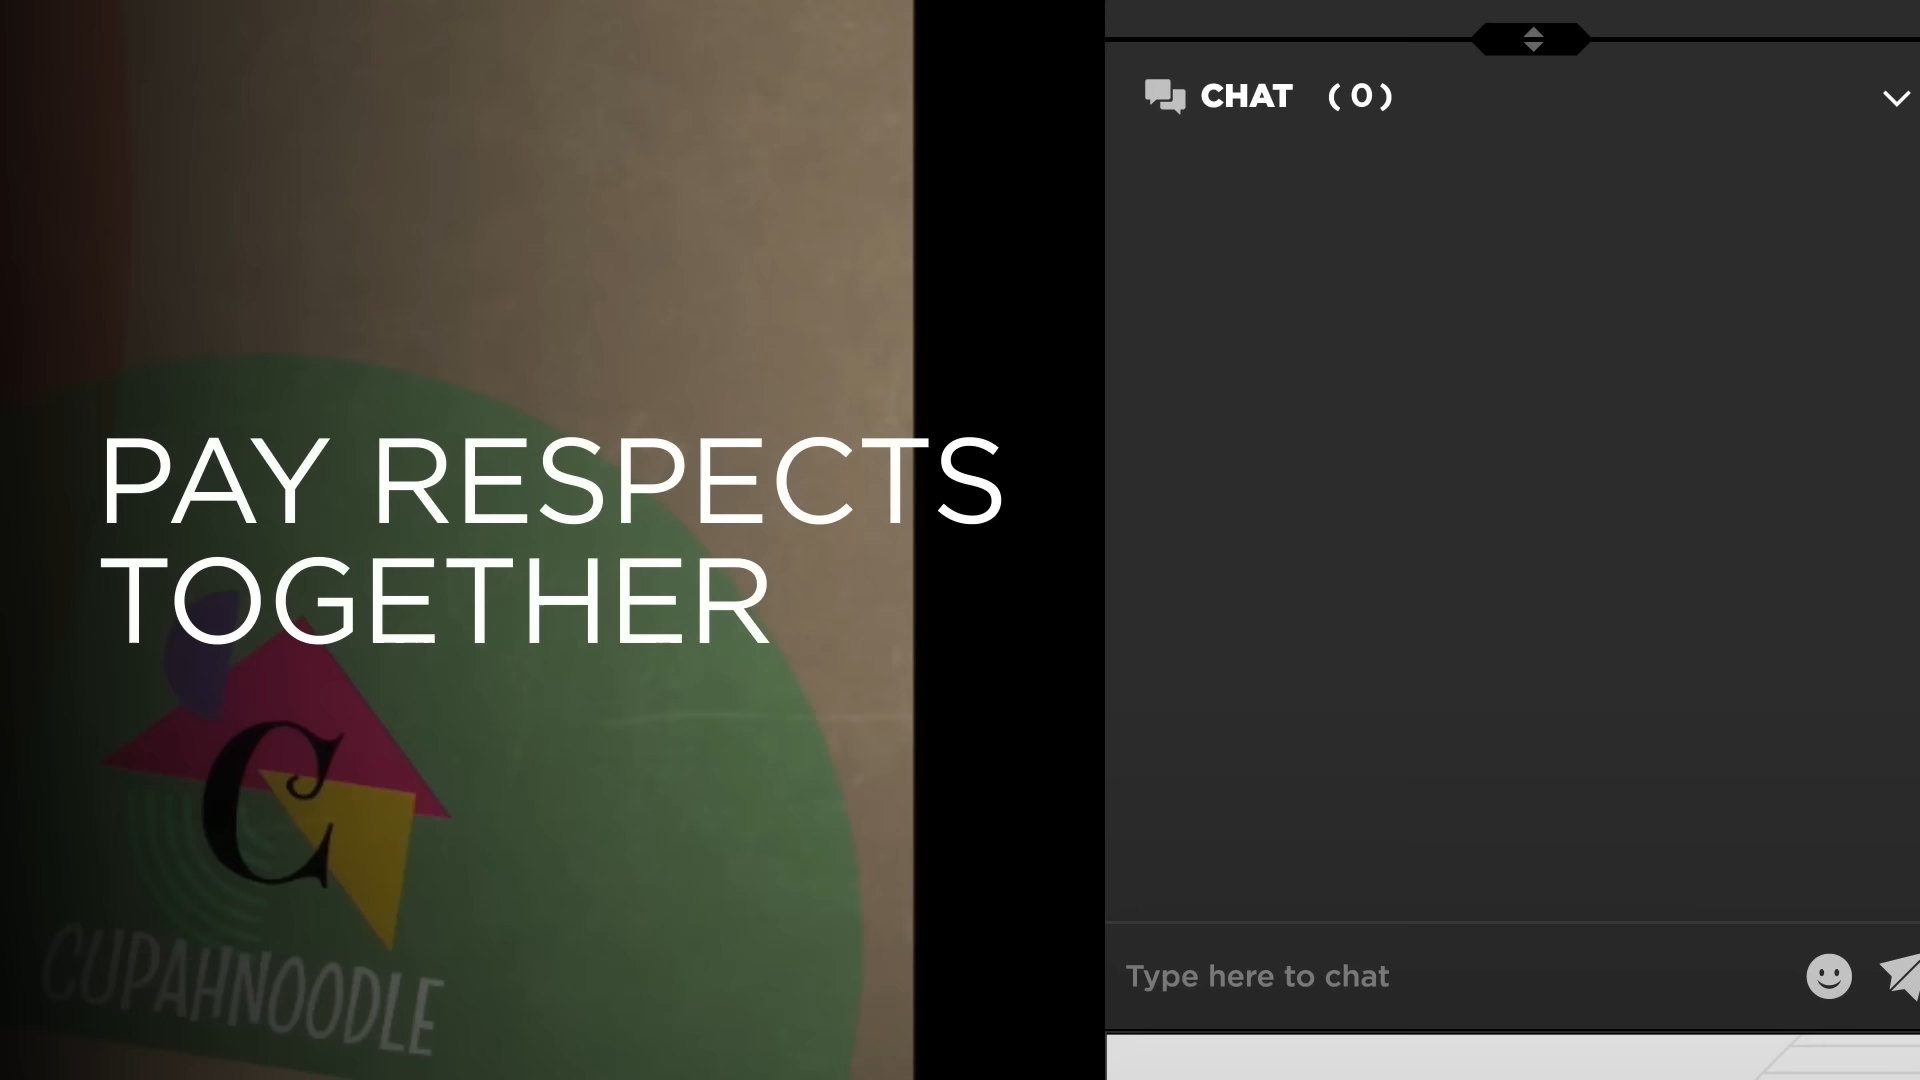 PAY RESPECTS
TOGETHER
C
CUPAHNOODLE
CHAT (0)
Type here to chat